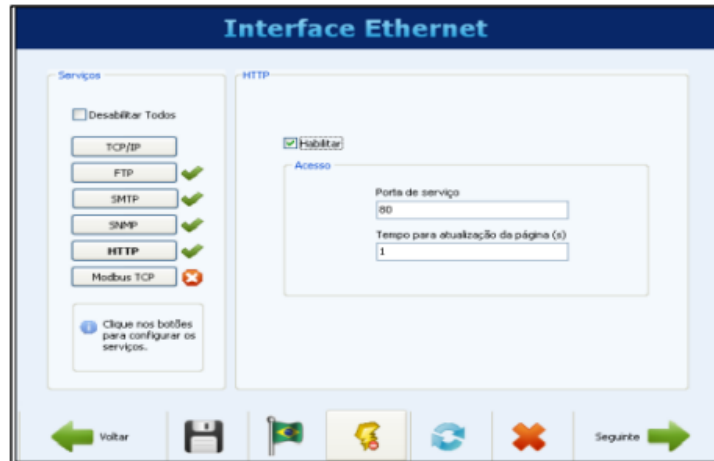 Interface Ethernet
Serviços
Desabilitar Todos
TCP/IP
FTP
SMTP
SNMP
HTTP
Modbus TCP
Clique nos botões
para configurar os
serviços.
HTTP
Habilitar
Acesso
Porta de serviço
80
Tempo para atualização da página (s)
1
Voltar
Seguinte